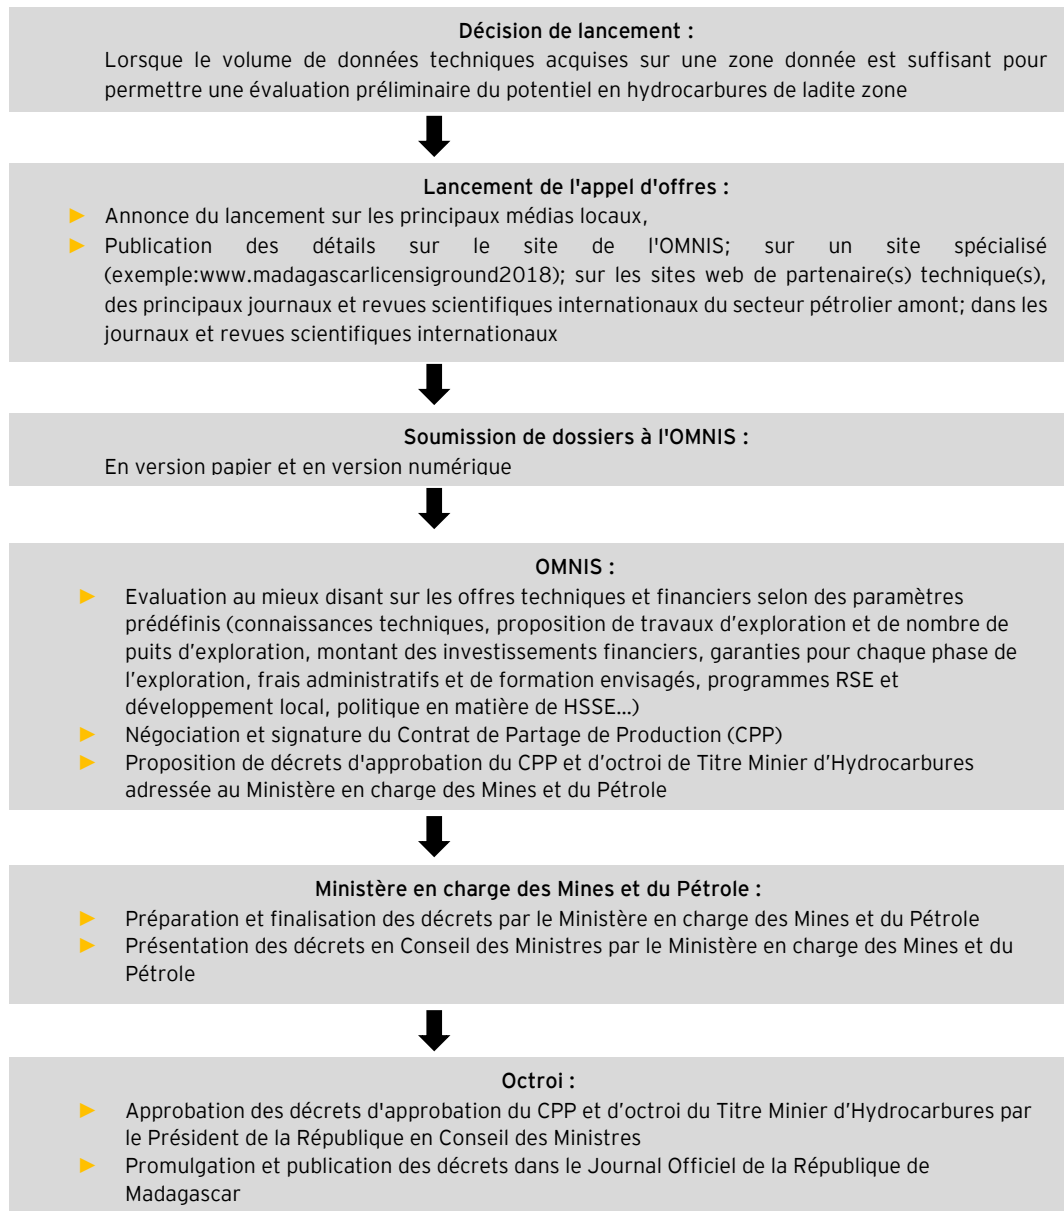 Décision de lancement :
Lorsque le volume de données techniques acquises sur une zone donnée est suffisant pour
permettre une évaluation préliminaire du potentiel en hydrocarbures de ladite zone
Lancement de l'appel d'offres :
► Annonce du lancement sur les principaux médias locaux,
► Publication des détails sur le site de l'OMNIS; sur un site spécialisé
(exemple:www.madagascarlicensiground2018); sur les sites web de partenaire(s) technique(s),
des principaux journaux et revues scientifiques internationaux du secteur pétrolier amont; dans les
journaux et revues scientifiques internationaux
Soumission de dossiers à l'OMNIS :
En version papier et en version numérique
OMNIS :
► Evaluation au mieux disant sur les offres techniques et financiers selon des paramètres
prédéfinis (connaissances techniques, proposition de travaux d’exploration et de nombre de
puits d’exploration, montant des investissements financiers, garanties pour chaque phase de
l’exploration, frais administratifs et de formation envisagés, programmes RSE et
développement local, politique en matière de HSSE…)
► Négociation et signature du Contrat de Partage de Production (CPP)
► Proposition de décrets d'approbation du CPP et d’octroi de Titre Minier d’Hydrocarbures
adressée au Ministère en charge des Mines et du Pétrole
Ministère en charge des Mines et du Pétrole :
► Préparation et finalisation des décrets par le Ministère en charge des Mines et du Pétrole
► Présentation des décrets en Conseil des Ministres par le Ministère en charge des Mines et du
Pétrole
Octroi :
► Approbation des décrets d'approbation du CPP et d’octroi du Titre Minier d’Hydrocarbures par
le Président de la République en Conseil des Ministres
► Promulgation et publication des décrets dans le Journal Officiel de la République de
Madagascar